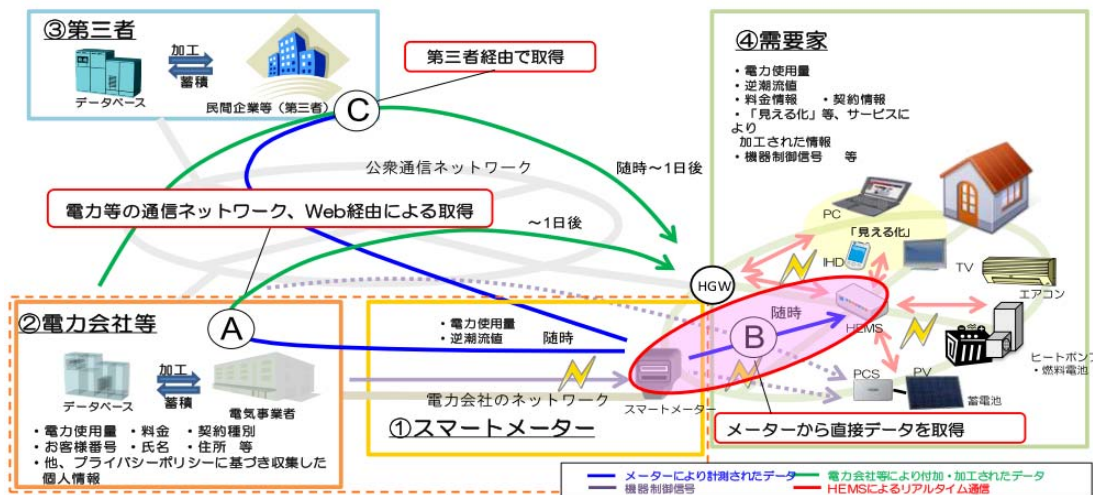 ③第三者
加工
蓄積
データベース
民間企業等（第三者）
第三者経由で取得
C
公衆通信ネットワーク
随時～1日後
電力等の通信ネットワーク、Web経由による取得
～1日後
②電力会社等
A
加工
蓄積
データベース
電気事業者
・電力使用量 ・料金 ・契約種別
・お客様番号 ・氏名 ・住所 等
・他、プライバシーポリシーに基づき収集した
個人情報
・電力使用量
・逆潮流値
随時
電力会社のネットワーク
スマートメーター
①スマートメーター
④需要家
・電力使用量
・逆潮流値
・料金情報 ・契約情報
・「見える化」等、サービスに
より
加工された情報
・機器制御信号 等
PC
「見える化」
IHD
TV
エアコン
HGW
随時
B
HEMS
ヒートポンプ
・燃料電池
PCS
PV
蓄電池
メーターから直接データを取得
メーターにより計測されたデータ
電力会社等により付加・加工されたデータ
機器制御信号
HEMSによるリアルタイム通信